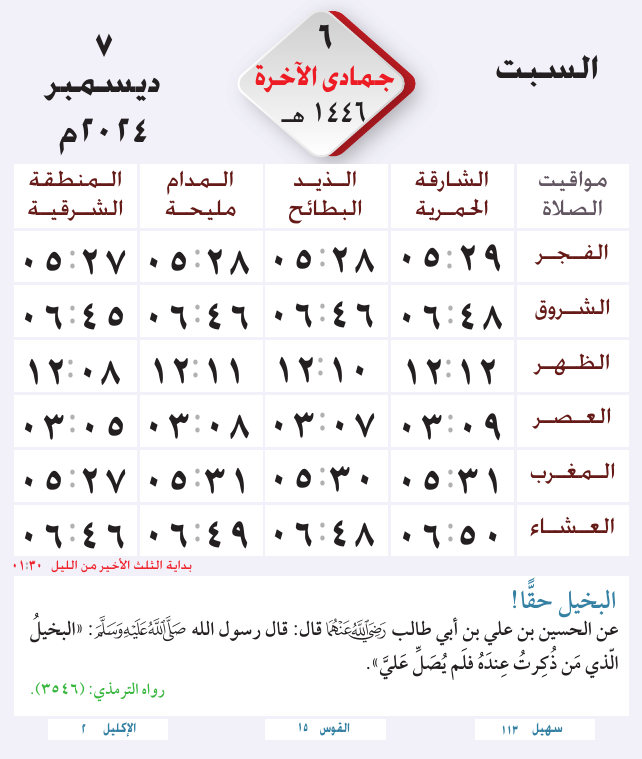 السبت
٦
جمادى الآخرة
١٤٤٦ هـ
٧
ديسمبر
٢٠٢٤م
مواقيت الصلاة | الشارقة الحمرية | الذيد البطائح | المدام مليحة | المنطقة الشرقية
الفجر ٠٥:٢٩ ٠٥:٢٨ ٠٥:٢٨ ٠٥:٢٧
الشروق ٠٦:٤٨ ٠٦:٤٦ ٠٦:٤٦ ٠٦:٤٥
الظهر ١٢:١٢ ١٢:١٠ ١٢:١١ ١٢:٠٨
العصر ٠٣:٠٩ ٠٣:٠٧ ٠٣:٠٨ ٠٣:٠٥
المغرب ٠٥:٣١ ٠٥:٣٠ ٠٥:٣١ ٠٥:٢٧
العشاء ٠٦:٥٠ ٠٦:٤٨ ٠٦:٤٩ ٠٦:٤٦
بداية الثلث الأخير من الليل ٠١:٣٠
البخيل حقًّا!
عن الحسين بن علي بن أبي طالب رَضِيَ اللَّهُ عَنْهُمَا قال: قال رسول الله صَلَّى اللَّهُ عَلَيْهِ وَسَلَّمَ: «البخيلُ
الّذي مَن ذُكِرتُ عِندَهُ فلَم يُصَلِّ عَليَّ».
رواه الترمذي: (٣٥٤٦).
سهيل ١١٣
القوس ١٥
الإكليل ٢